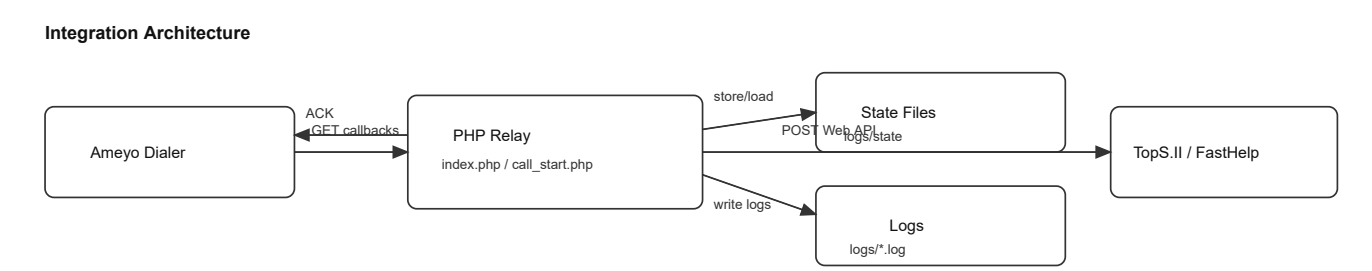 Integration Architecture
Ameyo Dialer
ACK
GET callbacks
PHP Relay
index.php / call_start.php
store/load
State Files
logs/state
POST Web API
write logs
Logs
logs/*.log
TopS.II / FastHelp